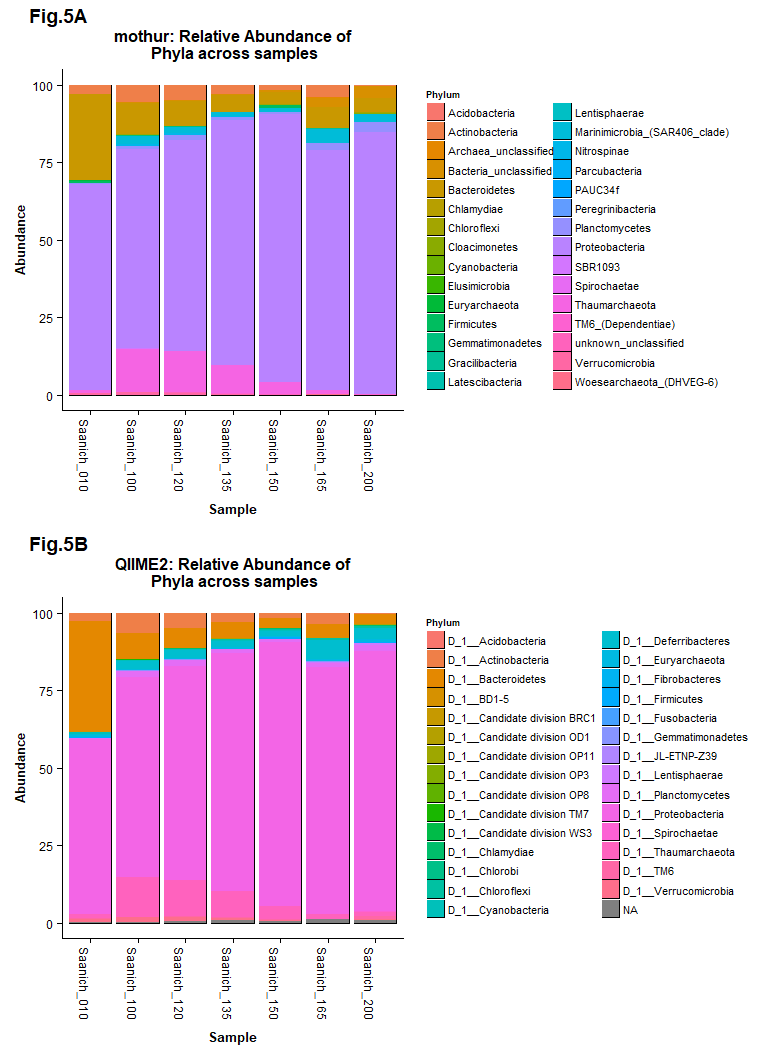 Fig.5A
mothur: Relative Abundance of
Phyla across samples
100
75
50
25
0
Abundance
Saanich_010
Saanich_100
Saanich_120
Saanich_135
Saanich_150
Saanich_165
Saanich_200
Sample
Phylum
Acidobacteria
Actinobacteria
Archaea_unclassified
Bacteria_unclassified
Bacteroidetes
Chlamydiae
Chloroflexi
Cloacimonetes
Cyanobacteria
Elusimicrobia
Euryarchaeota
Firmicutes
Gemmatimonadetes
Gracilibacteria
Latescibacteria
Lentisphaerae
Marinimicrobia_(SAR406_clade)
Nitrospinae
Parcubacteria
PAUC34f
Peregrinibacteria
Planctomycetes
Proteobacteria
SBR1093
Spirochaetae
Thaumarchaeota
TM6_(Dependentiae)
unknown_unclassified
Verrucomicrobia
Woesearchaeota_(DHVEG-6)
Fig.5B
QIIME2: Relative Abundance of
Phyla across samples
100
75
50
25
0
Abundance
Saanich_010
Saanich_100
Saanich_120
Saanich_135
Saanich_150
Saanich_165
Saanich_200
Sample
Phylum
D_1__Acidobacteria
D_1__Actinobacteria
D_1__Bacteroidetes
D_1__BD1-5
D_1__Candidate division BRC1
D_1__Candidate division OD1
D_1__Candidate division OP11
D_1__Candidate division OP3
D_1__Candidate division OP8
D_1__Candidate division TM7
D_1__Candidate division WS3
D_1__Chlamydiae
D_1__Chlorobi
D_1__Chloroflexi
D_1__Cyanobacteria
D_1__Deferribacteres
D_1__Euryarchaeota
D_1__Fibrobacteres
D_1__Firmicutes
D_1__Fusobacteria
D_1__Gemmatimonadetes
D_1__JL-ETNP-Z39
D_1__Lentisphaerae
D_1__Planctomycetes
D_1__Proteobacteria
D_1__Spirochaetae
D_1__Thaumarchaeota
D_1__TM6
D_1__Verrucomicrobia
NA